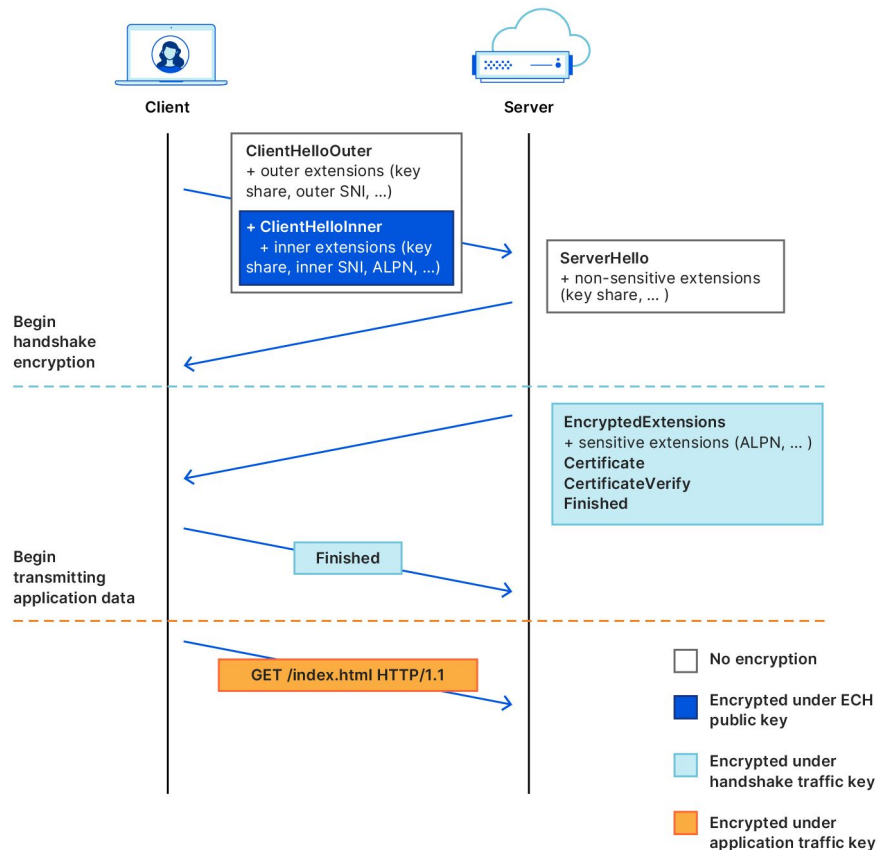 Client
Server
ClientHelloOuter
+ outer extensions (key
share, outer SNI, ...)
+ ClientHelloInner
+ inner extensions (key
share, inner SNI, ALPN, ...)
ServerHello
+ non-sensitive extensions
(key share, ... )
Begin
handshake
encryption
EncryptedExtensions
+ sensitive extensions (ALPN, ... )
Certificate
CertificateVerify
Finished
Finished
Begin
transmitting
application data
GET /index.html HTTP/1.1
No encryption
Encrypted under ECH
public key
Encrypted under
handshake traffic key
Encrypted under
application traffic key